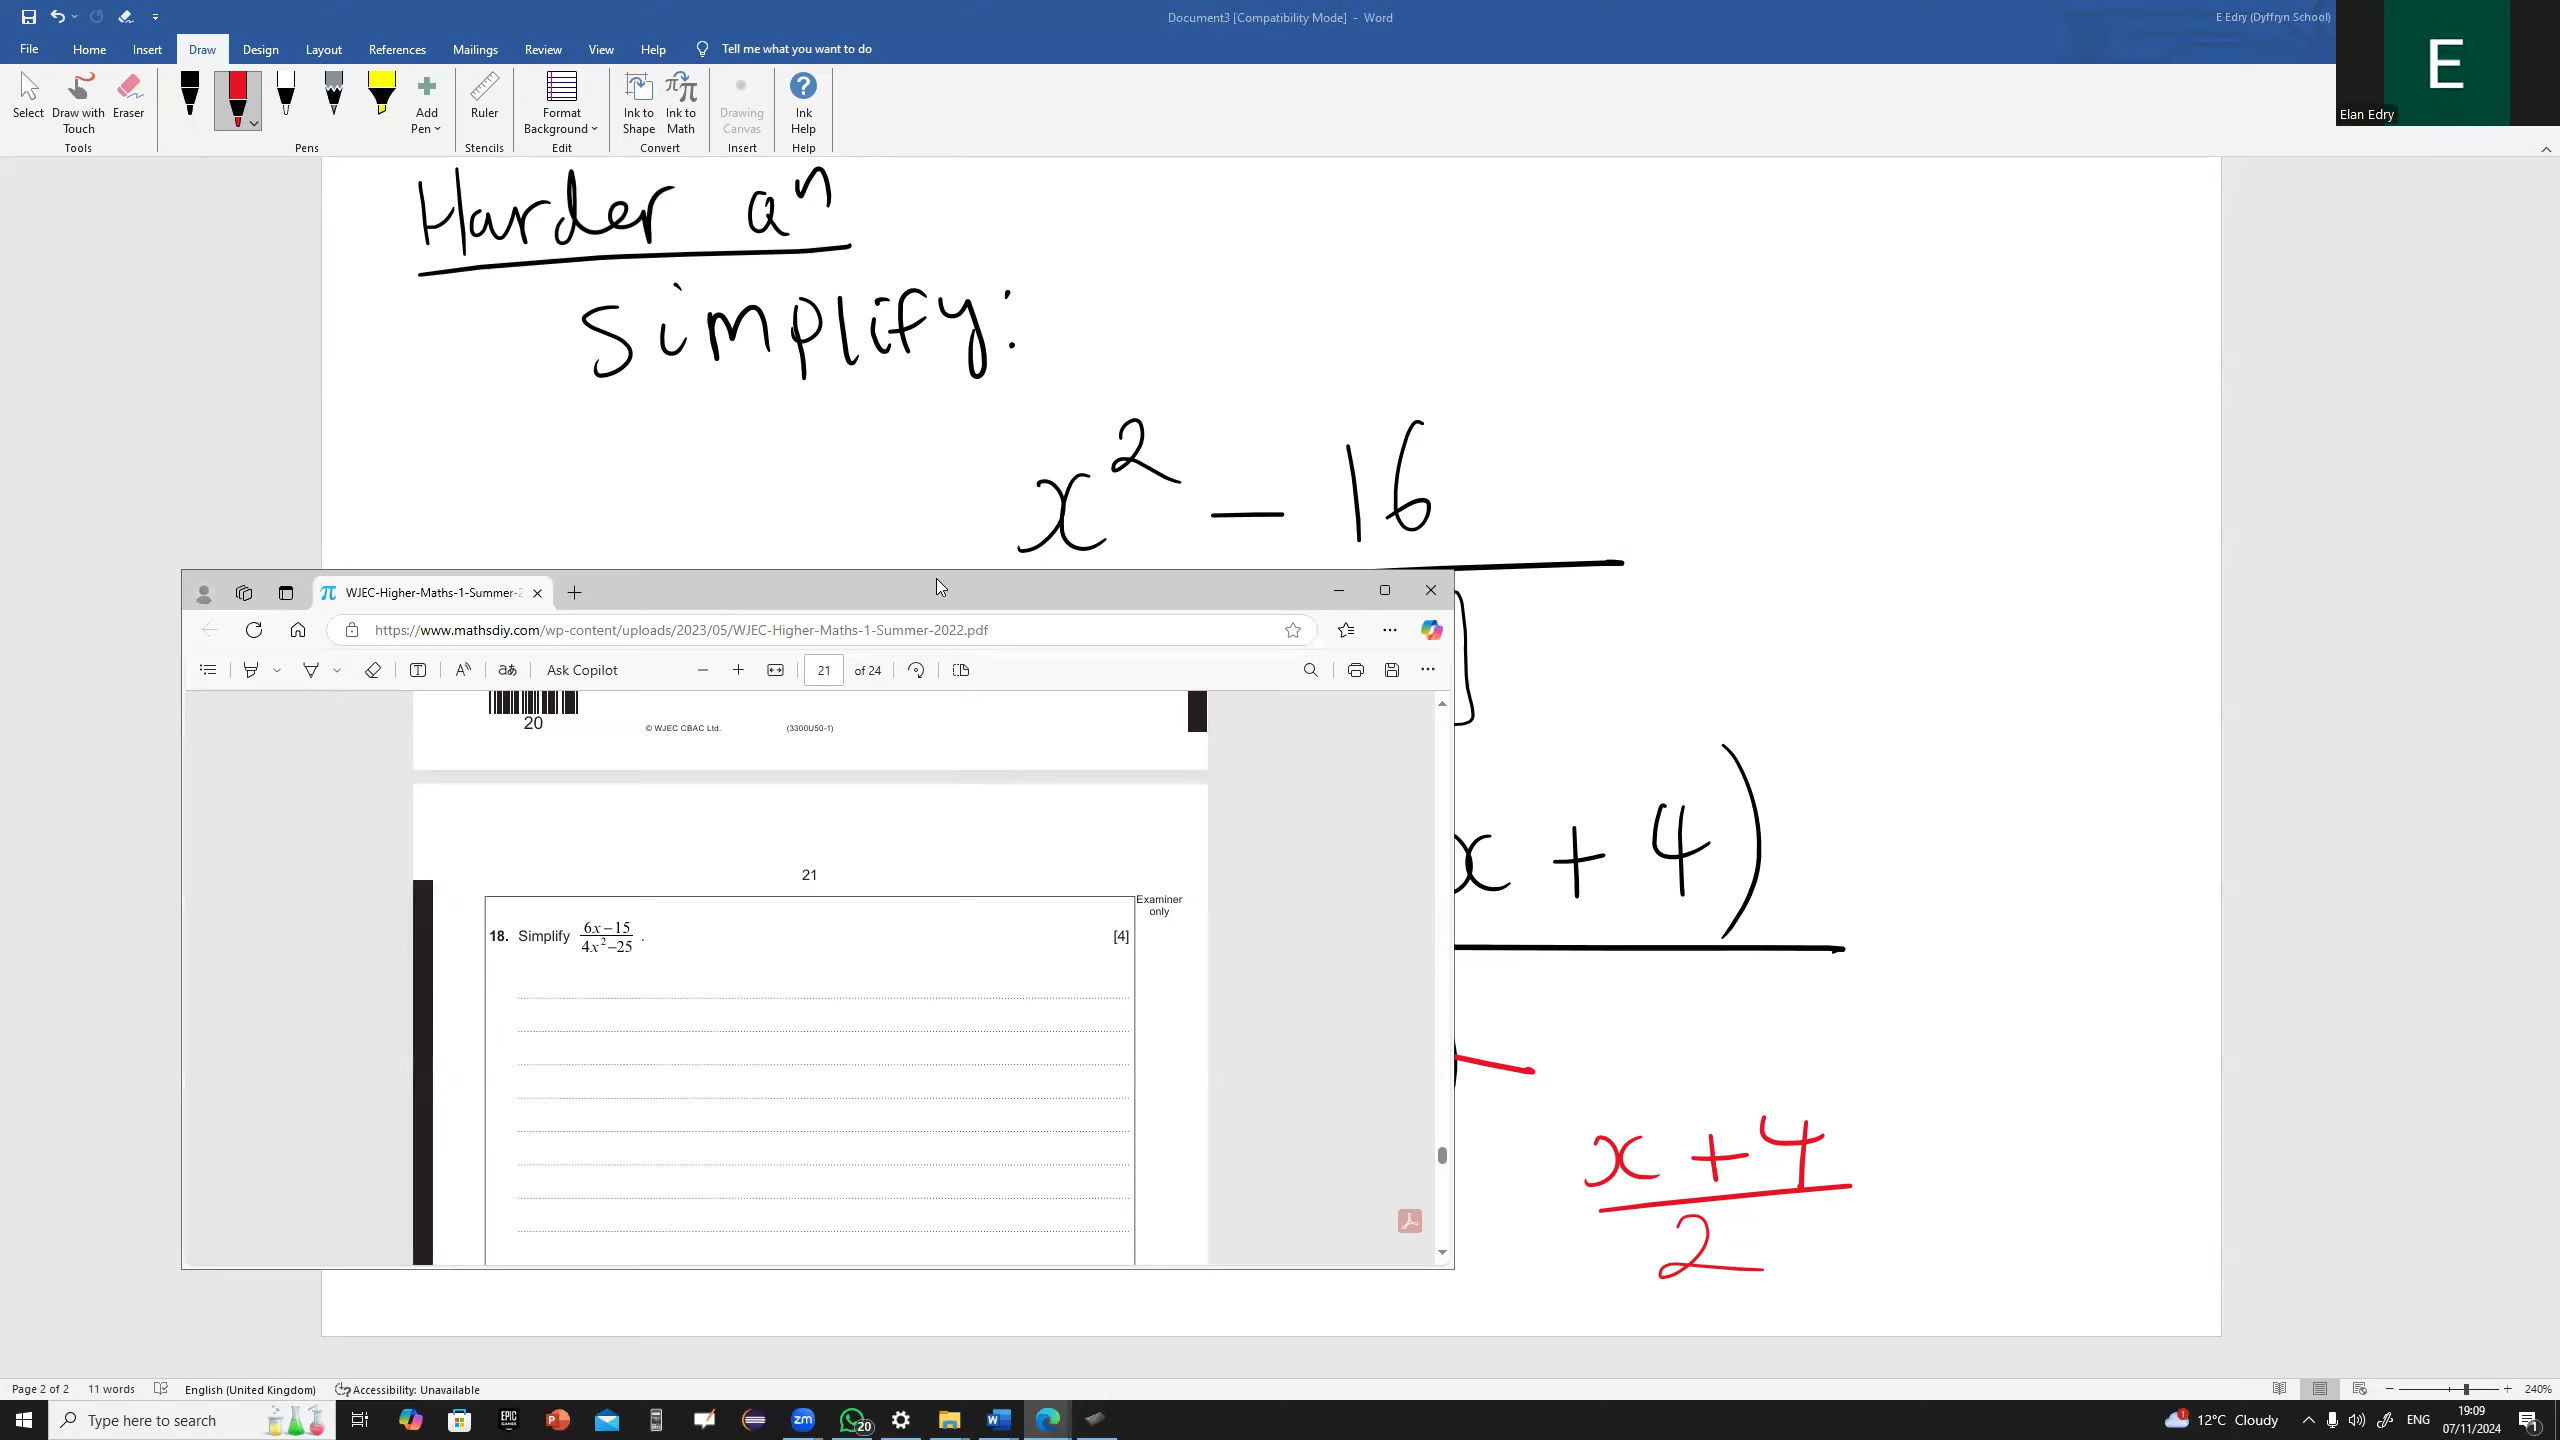 Document3 [Compatibility Mode] - Word
E Edry (Dyffryn School)
File Home Insert Draw Design Layout References Mailings Review View Help Tell me what you want to do
E
Elan Edry
Select Draw with Touch Eraser Add Pen Ruler Format Background Ink to Shape Ink to Math Drawing Canvas Ink Help
Tools Pens Stencils Edit Convert Insert Help
Harder aⁿ
Simplify:
x² - 16
WJEC-Higher-Maths-1-Summer-2
https://www.mathsdiy.com/wp-content/uploads/2023/05/WJEC-Higher-Maths-1-Summer-2022.pdf
Ask Copilot 21 of 24
20
© WJEC CBAC Ltd. (3300U50-1)
x + 4)
21
Examiner only
18. Simplify (6x-15)/(4x²-25) . [4]
x + 4
2
Page 2 of 2 11 words English (United Kingdom) Accessibility: Unavailable 240%
Type here to search 20 1 12°C Cloudy ENG 19:09 07/11/2024 1